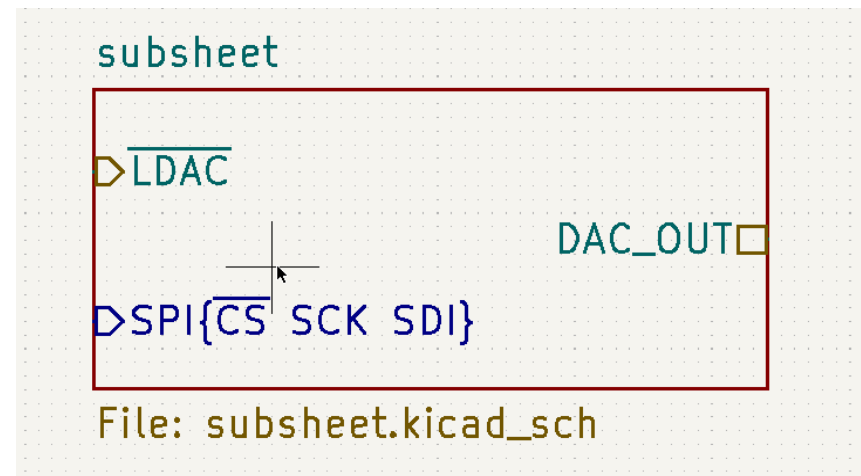 subsheet
LDAC
DAC_OUT
SPI{CS SCK SDI}
File: subsheet.kicad_sch